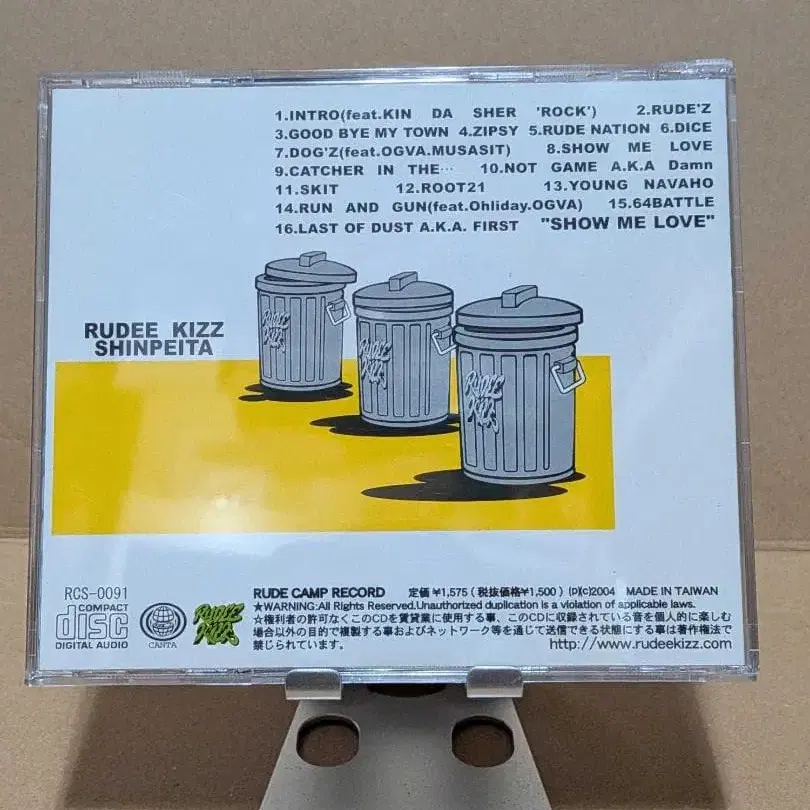 1.INTRO(feat.KIN DA SHER 'ROCK') 2.RUDE'Z
3.GOOD BYE MY TOWN 4.ZIPSY 5.RUDE NATION 6.DICE
7.DOG'Z(feat.OGVA.MUSASIT) 8.SHOW ME LOVE
9.CATCHER IN THE… 10.NOT GAME A.K.A Damn
11.SKIT 12.ROOT21 13.YOUNG NAVAHO
14.RUN AND GUN(feat.Ohliday.OGVA) 15.64BATTLE
16.LAST OF DUST A.K.A. FIRST "SHOW ME LOVE"
RUDEE KIZZ
SHINPEITA
RUDEE
KIZZ
RUDEE
KIZZ
RUDEE
KIZZ
RCS-0091
COMPACT
disc
DIGITAL AUDIO
CANTA
RUDEE
KIZZ
RUDE CAMP RECORD 定価¥1,575(税抜価格¥1,500) (P)(C)2004 MADE IN TAIWAN
★WARNING:All Rights Reserved.Unauthorized duplication is a violation of applicable laws.
☆権利者の許可なくこのCDを賃貸業に使用する事、このCDに収録されている音を個人的に楽しむ
場合以外の目的で複製する事およびネットワーク等を通じて送信できる状態にする事は著作権法で
禁じられています。
http://www.rudeekizz.com